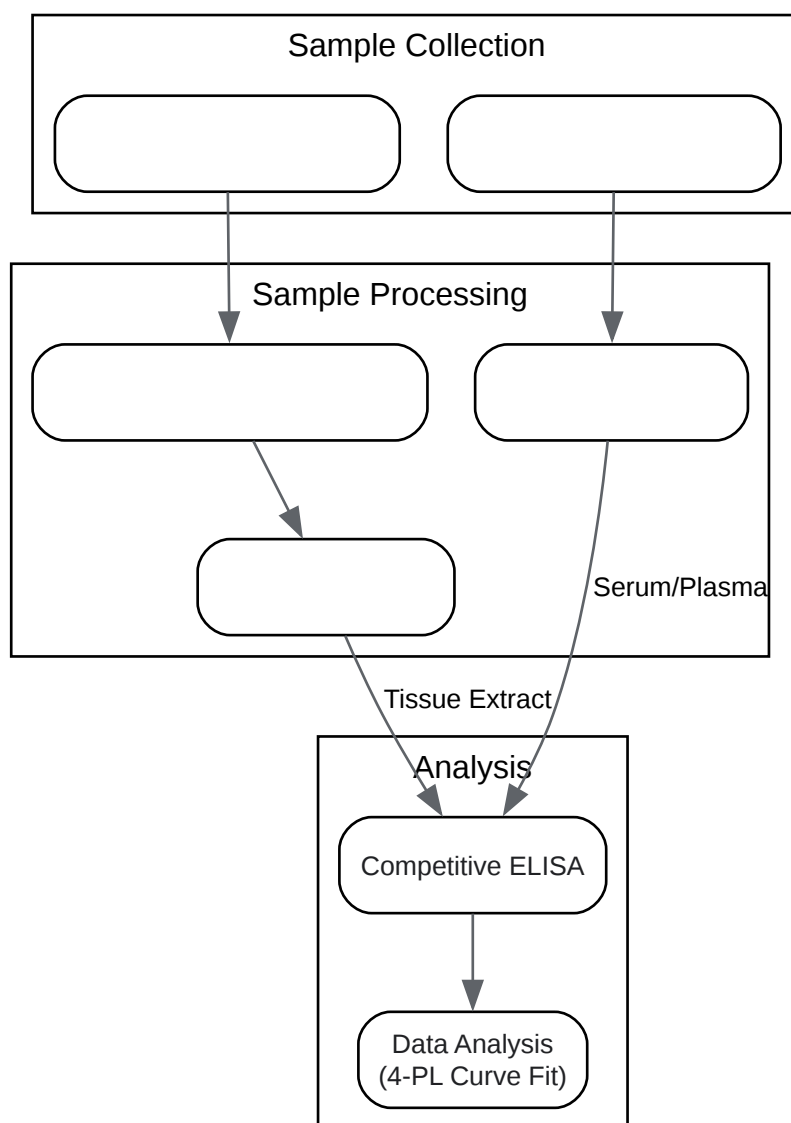 Sample Collection
Sample Processing
Serum/Plasma
Tissue Extract
Analysis
Competitive ELISA
Data Analysis
(4-PL Curve Fit)